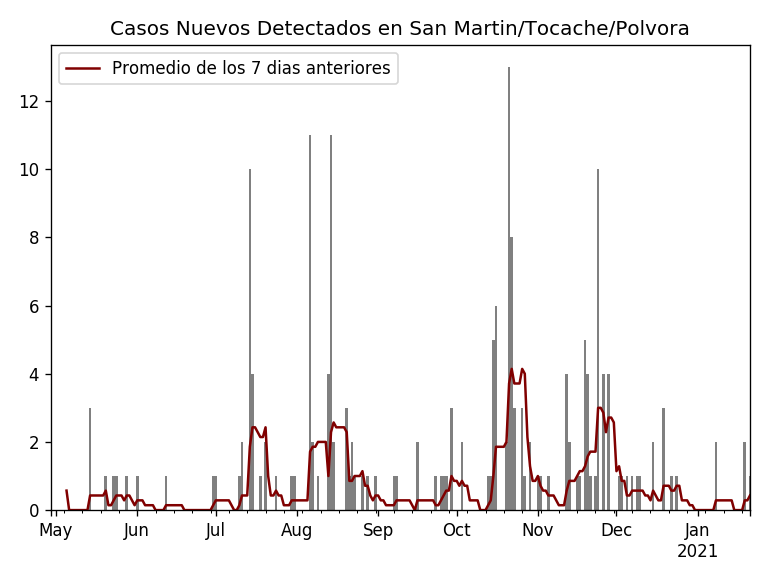 Casos Nuevos Detectados en San Martin/Tocache/Polvora
Promedio de los 7 dias anteriores
12
10
8
6
4
2
0
May Jun Jul Aug Sep Oct Nov Dec Jan
2021